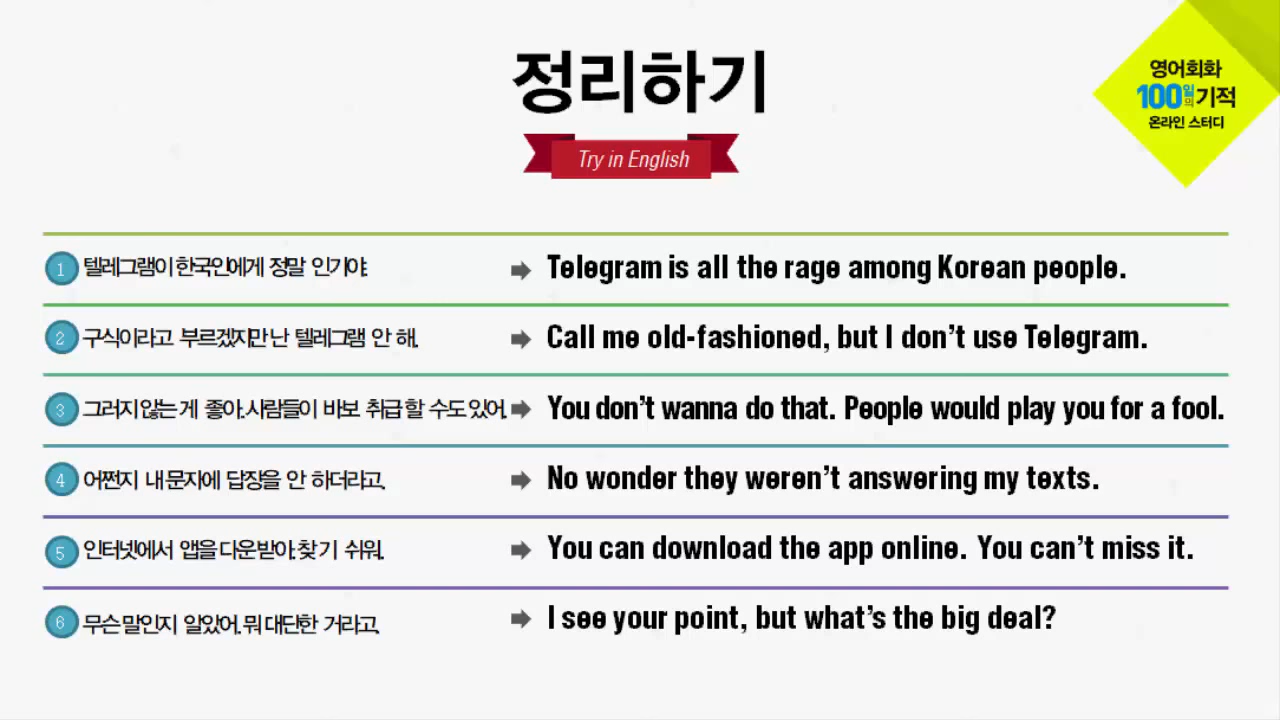 정리하기
Try in English
영어회화
100일의 기적
온라인 스터디
1 텔레그램이 한국인에게 정말 인기야. ➡ Telegram is all the rage among Korean people.
2 구식이라고 부르겠지만 난 텔레그램 안 해. ➡ Call me old-fashioned, but I don't use Telegram.
3 그러지 않는 게 좋아. 사람들이 바보 취급 할 수도 있어. ➡ You don't wanna do that. People would play you for a fool.
4 어쩐지 내 문자에 답장을 안 하더라고. ➡ No wonder they weren't answering my texts.
5 인터넷에서 앱을 다운받아. 찾기 쉬워. ➡ You can download the app online. You can't miss it.
6 무슨 말인지 알았어. 뭐 대단한 거라고. ➡ I see your point, but what's the big deal?